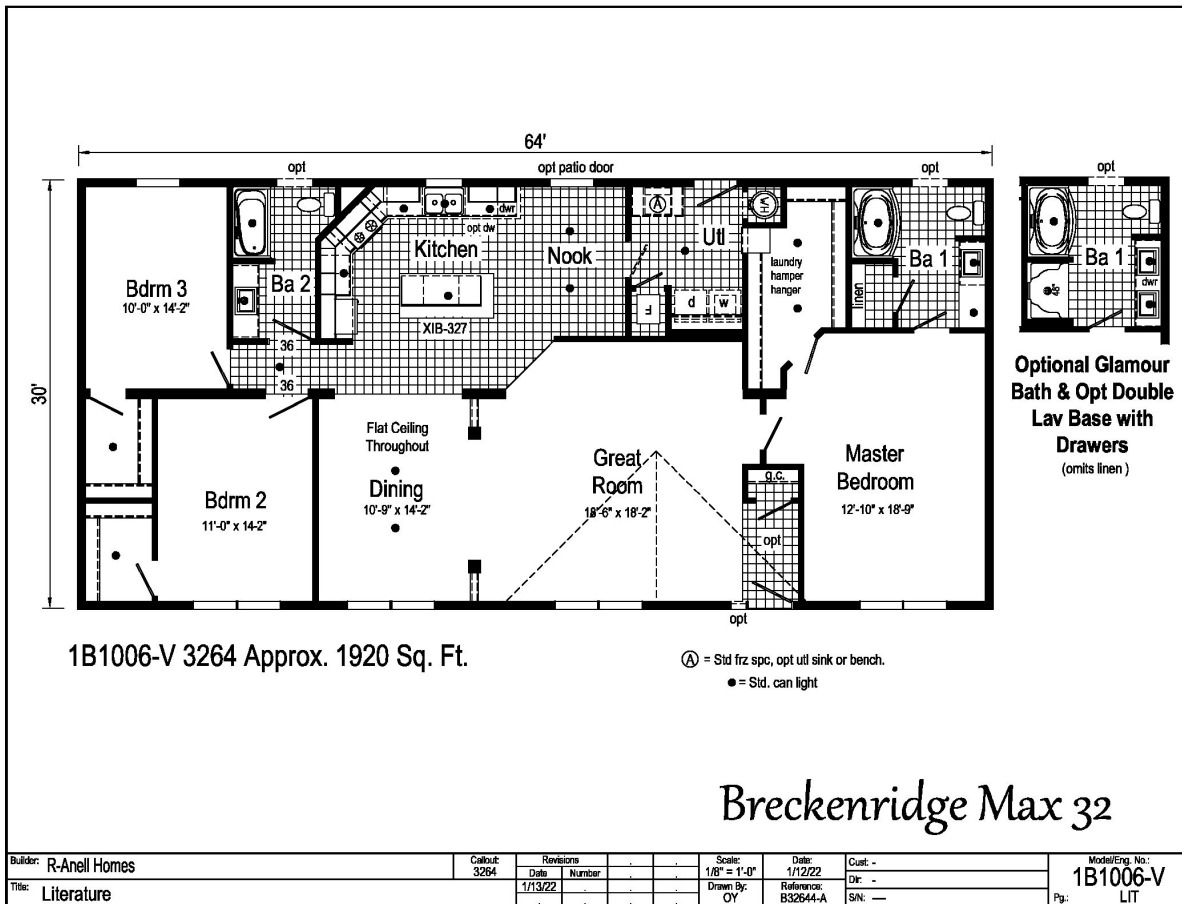 64'
opt
opt patio door
opt
opt
30'
A
WH
dwr
opt dw
Kitchen
Nook
Utl
Ba 1
Ba 1
laundry
hamper
hanger
linen
48"
dwr
Bdrm 3
10'-0" x 14'-2"
Ba 2
XIB-327
F
d
w
36
36
Optional Glamour
Bath & Opt Double
Lav Base with
Drawers
(omits linen )
Flat Ceiling
Throughout
Great
Room
18'-6" x 18'-2"
Master
Bedroom
12'-10" x 18'-9"
g.c.
Bdrm 2
11'-0" x 14-2"
Dining
10'-9" x 14'-2"
opt
opt
1B1006-V 3264 Approx. 1920 Sq. Ft.
A = Std frz spc, opt utl sink or bench.
● = Std. can light
Breckenridge Max 32
Builder: R-Anell Homes
Title: Literature
Callout:
3264
Revisions
Date Number
1/13/22
Scale:
1/8" = 1'-0"
Drawn By:
OY
Date:
1/12/22
Reference:
B32644-A
Cust: -
Dlr: -
S/N: —
Model/Eng. No.:
1B1006-V
Pg.: LIT